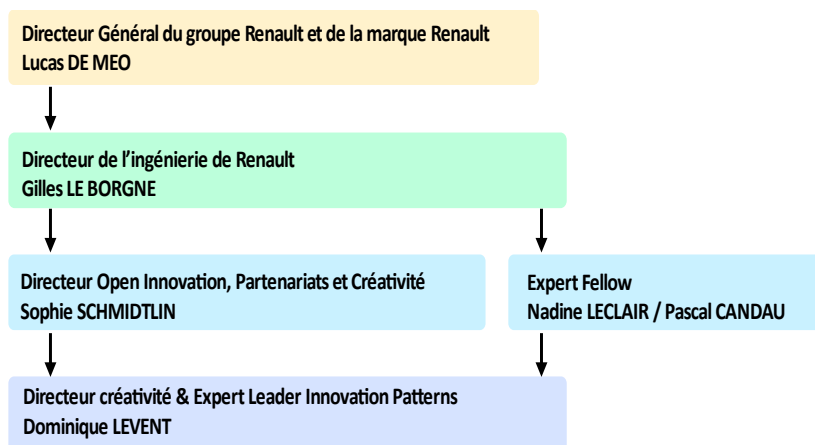 Directeur Général du groupe Renault et de la marque Renault
Lucas DE MEO
Directeur de l’ingénierie de Renault
Gilles LE BORGNE
Directeur Open Innovation, Partenariats et Créativité
Sophie SCHMIDTLIN
Expert Fellow
Nadine LECLAIR / Pascal CANDAU
Directeur créativité & Expert Leader Innovation Patterns
Dominique LEVENT